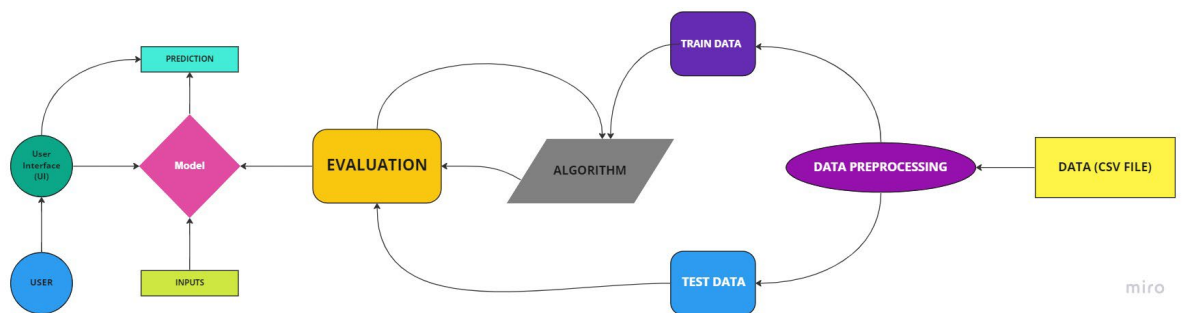 TRAIN DATA
PREDICTION
User
Interface
(UI)
Model
EVALUATION
ALGORITHM
DATA PREPROCESSING
DATA (CSV FILE)
USER
INPUTS
TEST DATA
miro